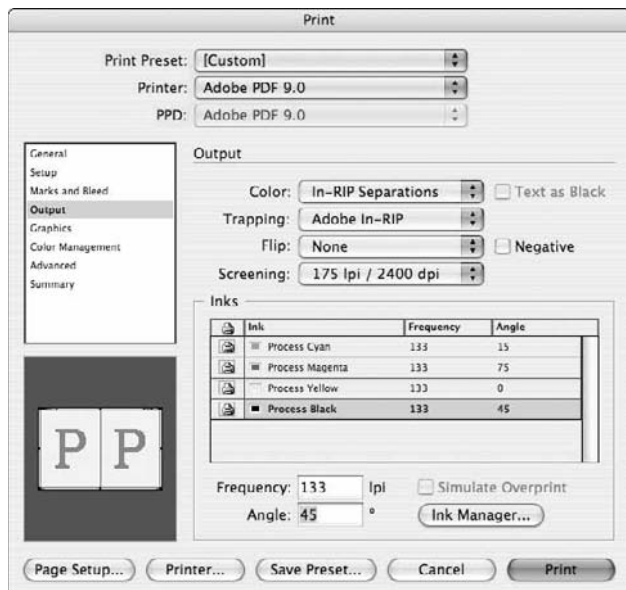 Print
Print Preset: [Custom]
Printer: Adobe PDF 9.0
PPD: Adobe PDF 9.0
General
Setup
Marks and Bleed
Output
Graphics
Color Management
Advanced
Summary
Output
Color: In-RIP Separations Text as Black
Trapping: Adobe In-RIP
Flip: None Negative
Screening: 175 lpi / 2400 dpi
Inks
Ink Frequency Angle
Process Cyan 133 15
Process Magenta 133 75
Process Yellow 133 0
Process Black 133 45
Frequency: 133 lpi Simulate Overprint
Angle: 45 ° Ink Manager...
P P
Page Setup... Printer... Save Preset... Cancel Print